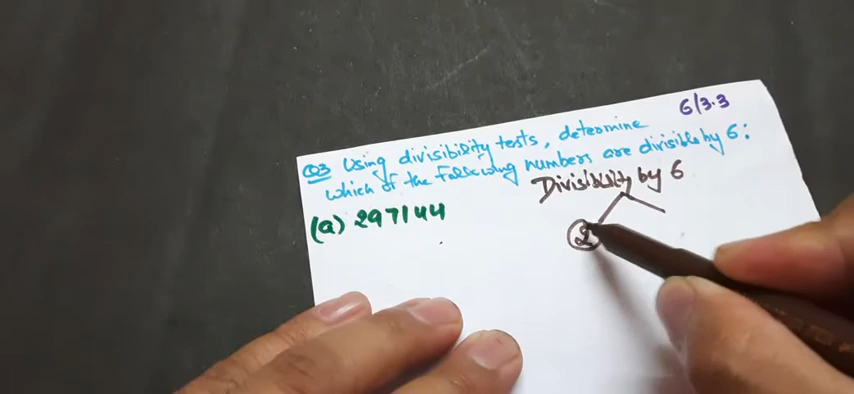 6/3.3
Q3 Using divisibility tests, determine
which of the following numbers are divisible by 6:
Divisibility by 6
(a) 297144
2